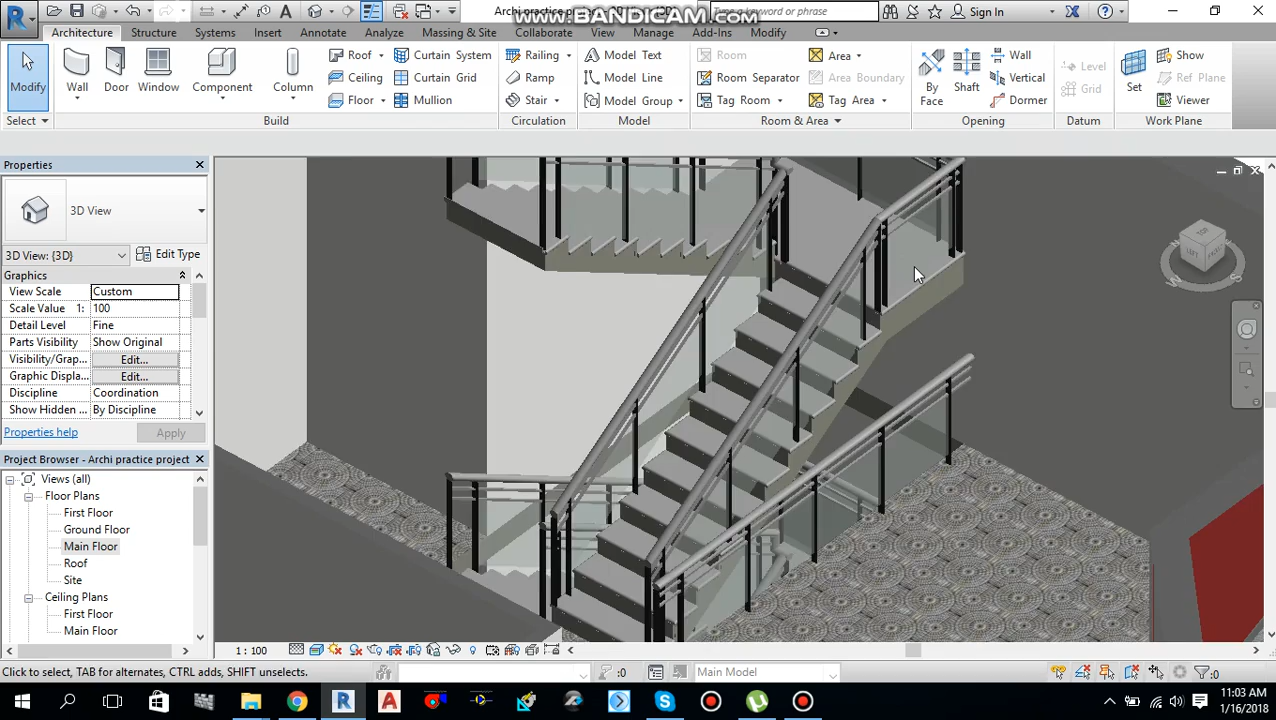 Archi practice p
www.BANDICAM.com
Type a keyword or phrase
Sign In
Architecture Structure Systems Insert Annotate Analyze Massing & Site Collaborate View Manage Add-Ins Modify
Modify
Wall
Door
Window
Component
Column
Roof
Ceiling
Floor
Curtain System
Curtain Grid
Mullion
Railing
Ramp
Stair
Model Text
Model Line
Model Group
Room
Room Separator
Tag Room
Area
Area Boundary
Tag Area
By Face
Shaft
Wall
Vertical
Dormer
Level
Grid
Set
Show
Ref Plane
Viewer
Select Build Circulation Model Room & Area Opening Datum Work Plane
Properties
3D View
3D View: {3D} Edit Type
Graphics
View Scale Custom
Scale Value 1: 100
Detail Level Fine
Parts Visibility Show Original
Visibility/Grap... Edit...
Graphic Displa... Edit...
Discipline Coordination
Show Hidden ... By Discipline
Properties help Apply
Project Browser - Archi practice project
Views (all)
Floor Plans
First Floor
Ground Floor
Main Floor
Roof
Site
Ceiling Plans
First Floor
Main Floor
1 : 100
Click to select, TAB for alternates, CTRL adds, SHIFT unselects.
:0 Main Model :0
11:03 AM
1/16/2018